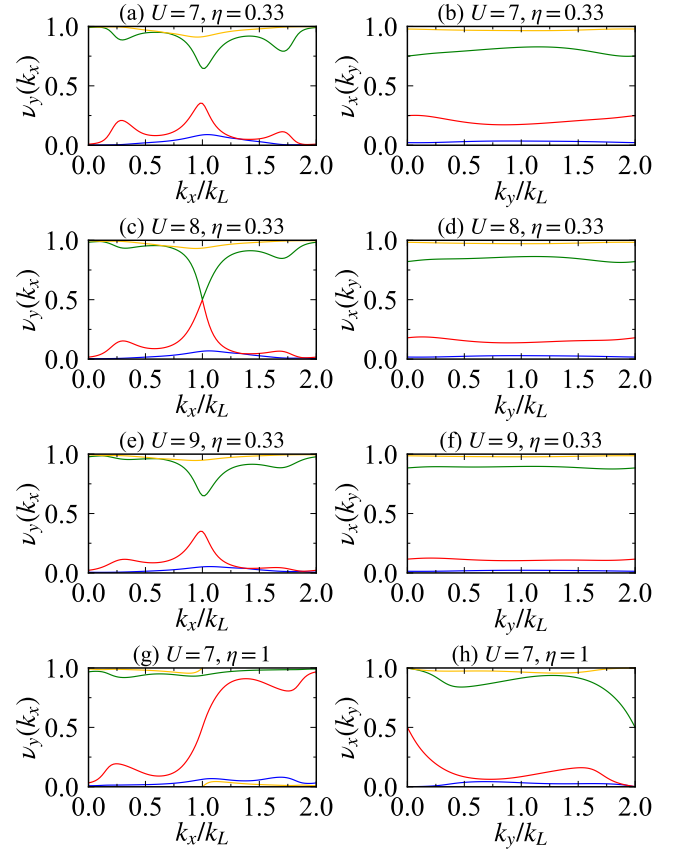 (a) U=7, η=0.33
(b) U=7, η=0.33
1.0
0.5
0.0
ν_y(k_x)
0.0 0.5 1.0 1.5 2.0
k_x/k_L
1.0
0.5
0.0
ν_x(k_y)
0.0 0.5 1.0 1.5 2.0
k_y/k_L
(c) U=8, η=0.33
(d) U=8, η=0.33
1.0
0.5
0.0
ν_y(k_x)
0.0 0.5 1.0 1.5 2.0
k_x/k_L
1.0
0.5
0.0
ν_x(k_y)
0.0 0.5 1.0 1.5 2.0
k_y/k_L
(e) U=9, η=0.33
(f) U=9, η=0.33
1.0
0.5
0.0
ν_y(k_x)
0.0 0.5 1.0 1.5 2.0
k_x/k_L
1.0
0.5
0.0
ν_x(k_y)
0.0 0.5 1.0 1.5 2.0
k_y/k_L
(g) U=7, η=1
(h) U=7, η=1
1.0
0.5
0.0
ν_y(k_x)
0.0 0.5 1.0 1.5 2.0
k_x/k_L
1.0
0.5
0.0
ν_x(k_y)
0.0 0.5 1.0 1.5 2.0
k_y/k_L